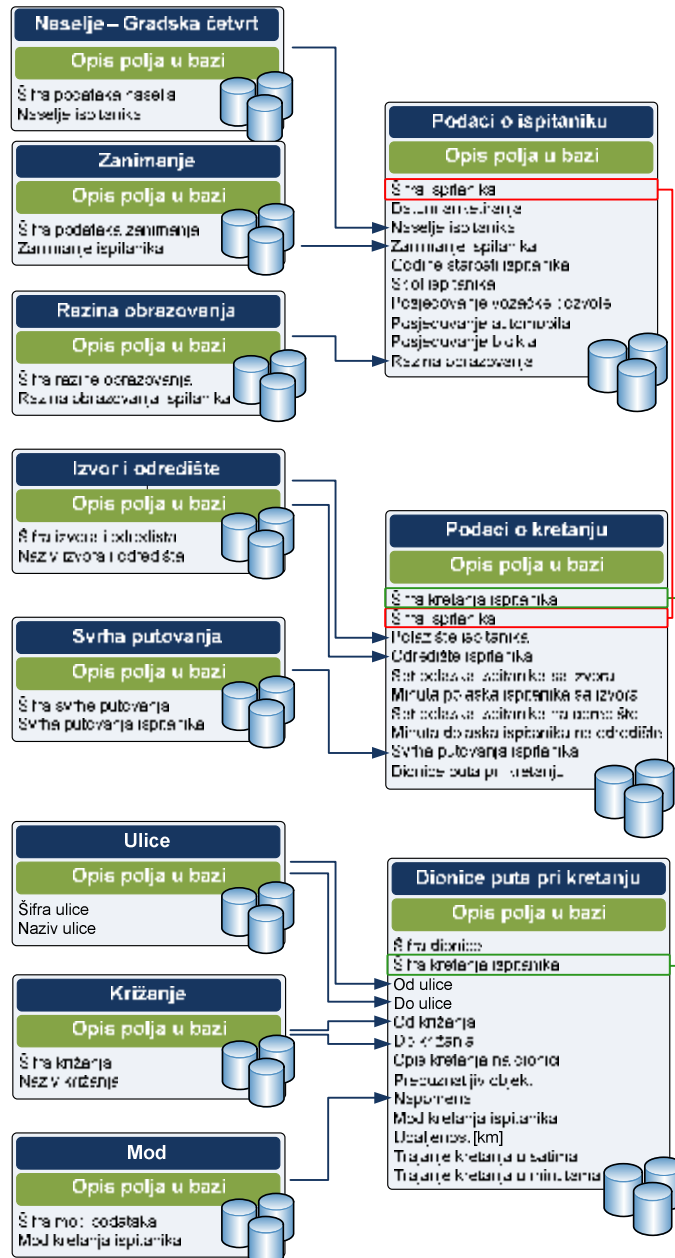 Naselje – Gradska četvrt
Opis polja u bazi
Šifra podataka naselja
Naselje ispitanika
Zanimanje
Opis polja u bazi
Šifra podataka zanimanja
Zanimanje ispitanika
Razina obrazovanja
Opis polja u bazi
Šifra razine obrazovanja
Razina obrazovanja ispitanika
Izvor i odredište
Opis polja u bazi
Šifra izvora i odredišta
Naziv izvora i odredišta
Svrha putovanja
Opis polja u bazi
Šifra svrhe putovanja
Svrha putovanja ispitanika
Ulice
Opis polja u bazi
Šifra ulice
Naziv ulice
Križanje
Opis polja u bazi
Šifra križanja
Naziv križanja
Mod
Opis polja u bazi
Šifra podataka
Mod kretanja ispitanika
Podaci o ispitaniku
Opis polja u bazi
Šifra ispitanika
Datum anketiranja
Naselje ispitanika
Zanimanje ispitanika
Godine starosti ispitanika
Spol ispitanika
Posjedovanje vozačke dozvole
Posjedovanje automobila
Posjedovanje bicikla
Razina obrazovanja
Podaci o kretanju
Opis polja u bazi
Šifra kretanja ispitanika
Šifra ispitanika
Polazište ispitanika
Odredište ispitanika
Sat polaska ispitanika sa izvora
Minuta polaska ispitanika sa izvora
Sat ispitanika na odredište
Minuta dolaska ispitanika na odredište
Svrha putovanja ispitanika
Dionice puta pri kretanju
Dionice puta pri kretanju
Opis polja u bazi
Šifra dionice
Šifra kretanja ispitanika
Od ulice
Do ulice
Od križanja
Do križanja
Opis kretanja na dionici
Prepoznatljiv objekt
Napomena
Mod kretanja ispitanika
Udaljenost [km]
Trajanje kretanja u satima
Trajanje kretanja u minutama